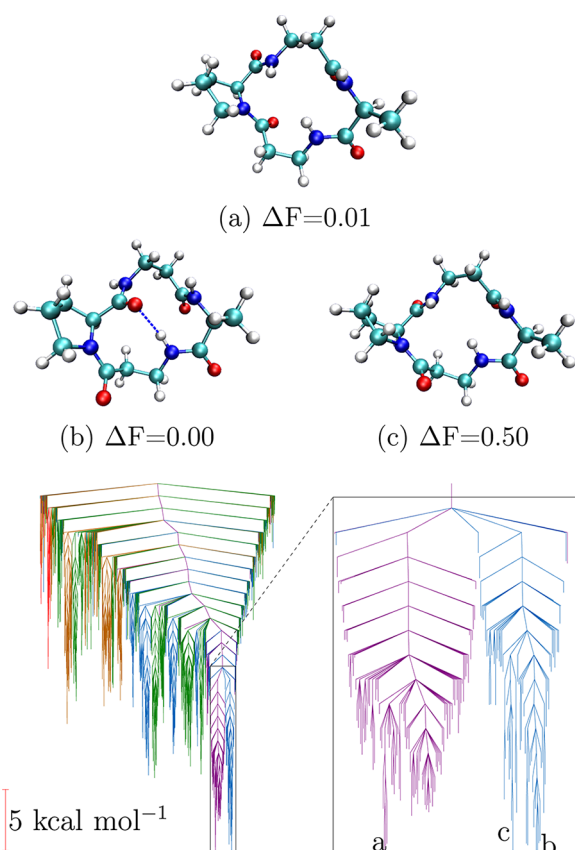 (a) ΔF=0.01
(b) ΔF=0.00
(c) ΔF=0.50
5 kcal mol⁻¹
a
c
b